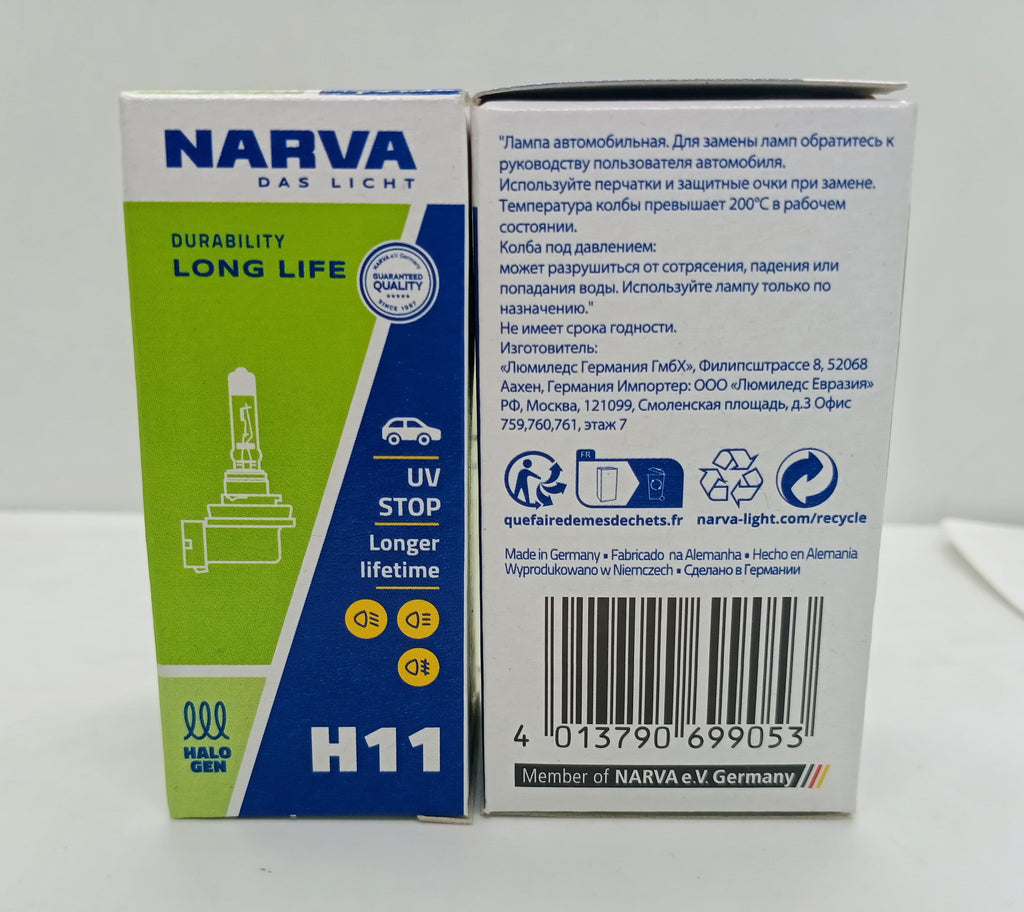 NARVA
DAS LICHT
DURABILITY
LONG LIFE
NARVA e.V. Germany
GUARANTEED
QUALITY
SINCE 1957
UV
STOP
Longer
lifetime
HALO
GEN
H11
"Лампа автомобильная. Для замены ламп обратитесь к
руководству пользователя автомобиля.
Используйте перчатки и защитные очки при замене.
Температура колбы превышает 200°C в рабочем
состоянии.
Колба под давлением:
может разрушиться от сотрясения, падения или
попадания воды. Используйте лампу только по
назначению."
Не имеет срока годности.
Изготовитель:
«Люмиледс Германия ГмбХ», Филипсштрассе 8, 52068
Аахен, Германия Импортер: ООО «Люмиледс Евразия»
РФ, Москва, 121099, Смоленская площадь, д.3 Офис
759,760,761, этаж 7
FR
quefairedemesdechets.fr narva-light.com/recycle
Made in Germany ▪ Fabricado na Alemanha ▪ Hecho en Alemania
Wyprodukowano w Niemczech ▪ Сделано в Германии
4 013790 699053
Member of NARVA e.V. Germany